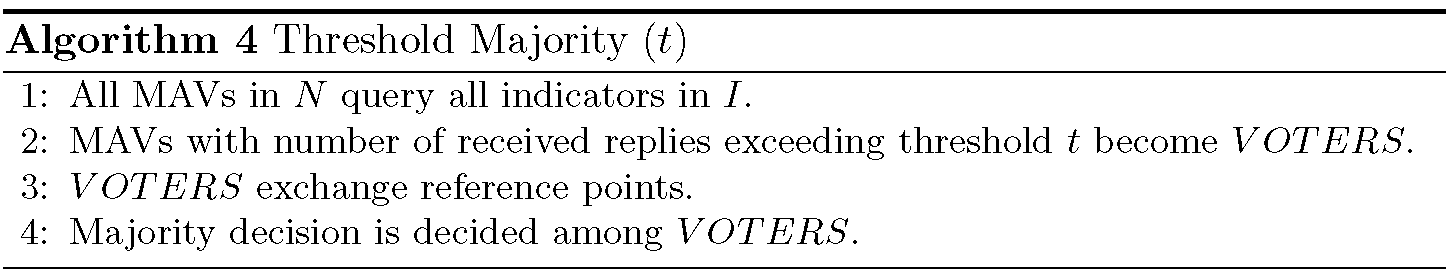 Algorithm 4 Threshold Majority (t)
1: All MAVs in N query all indicators in I.
2: MAVs with number of received replies exceeding threshold t become VOTERS.
3: VOTERS exchange reference points.
4: Majority decision is decided among VOTERS.